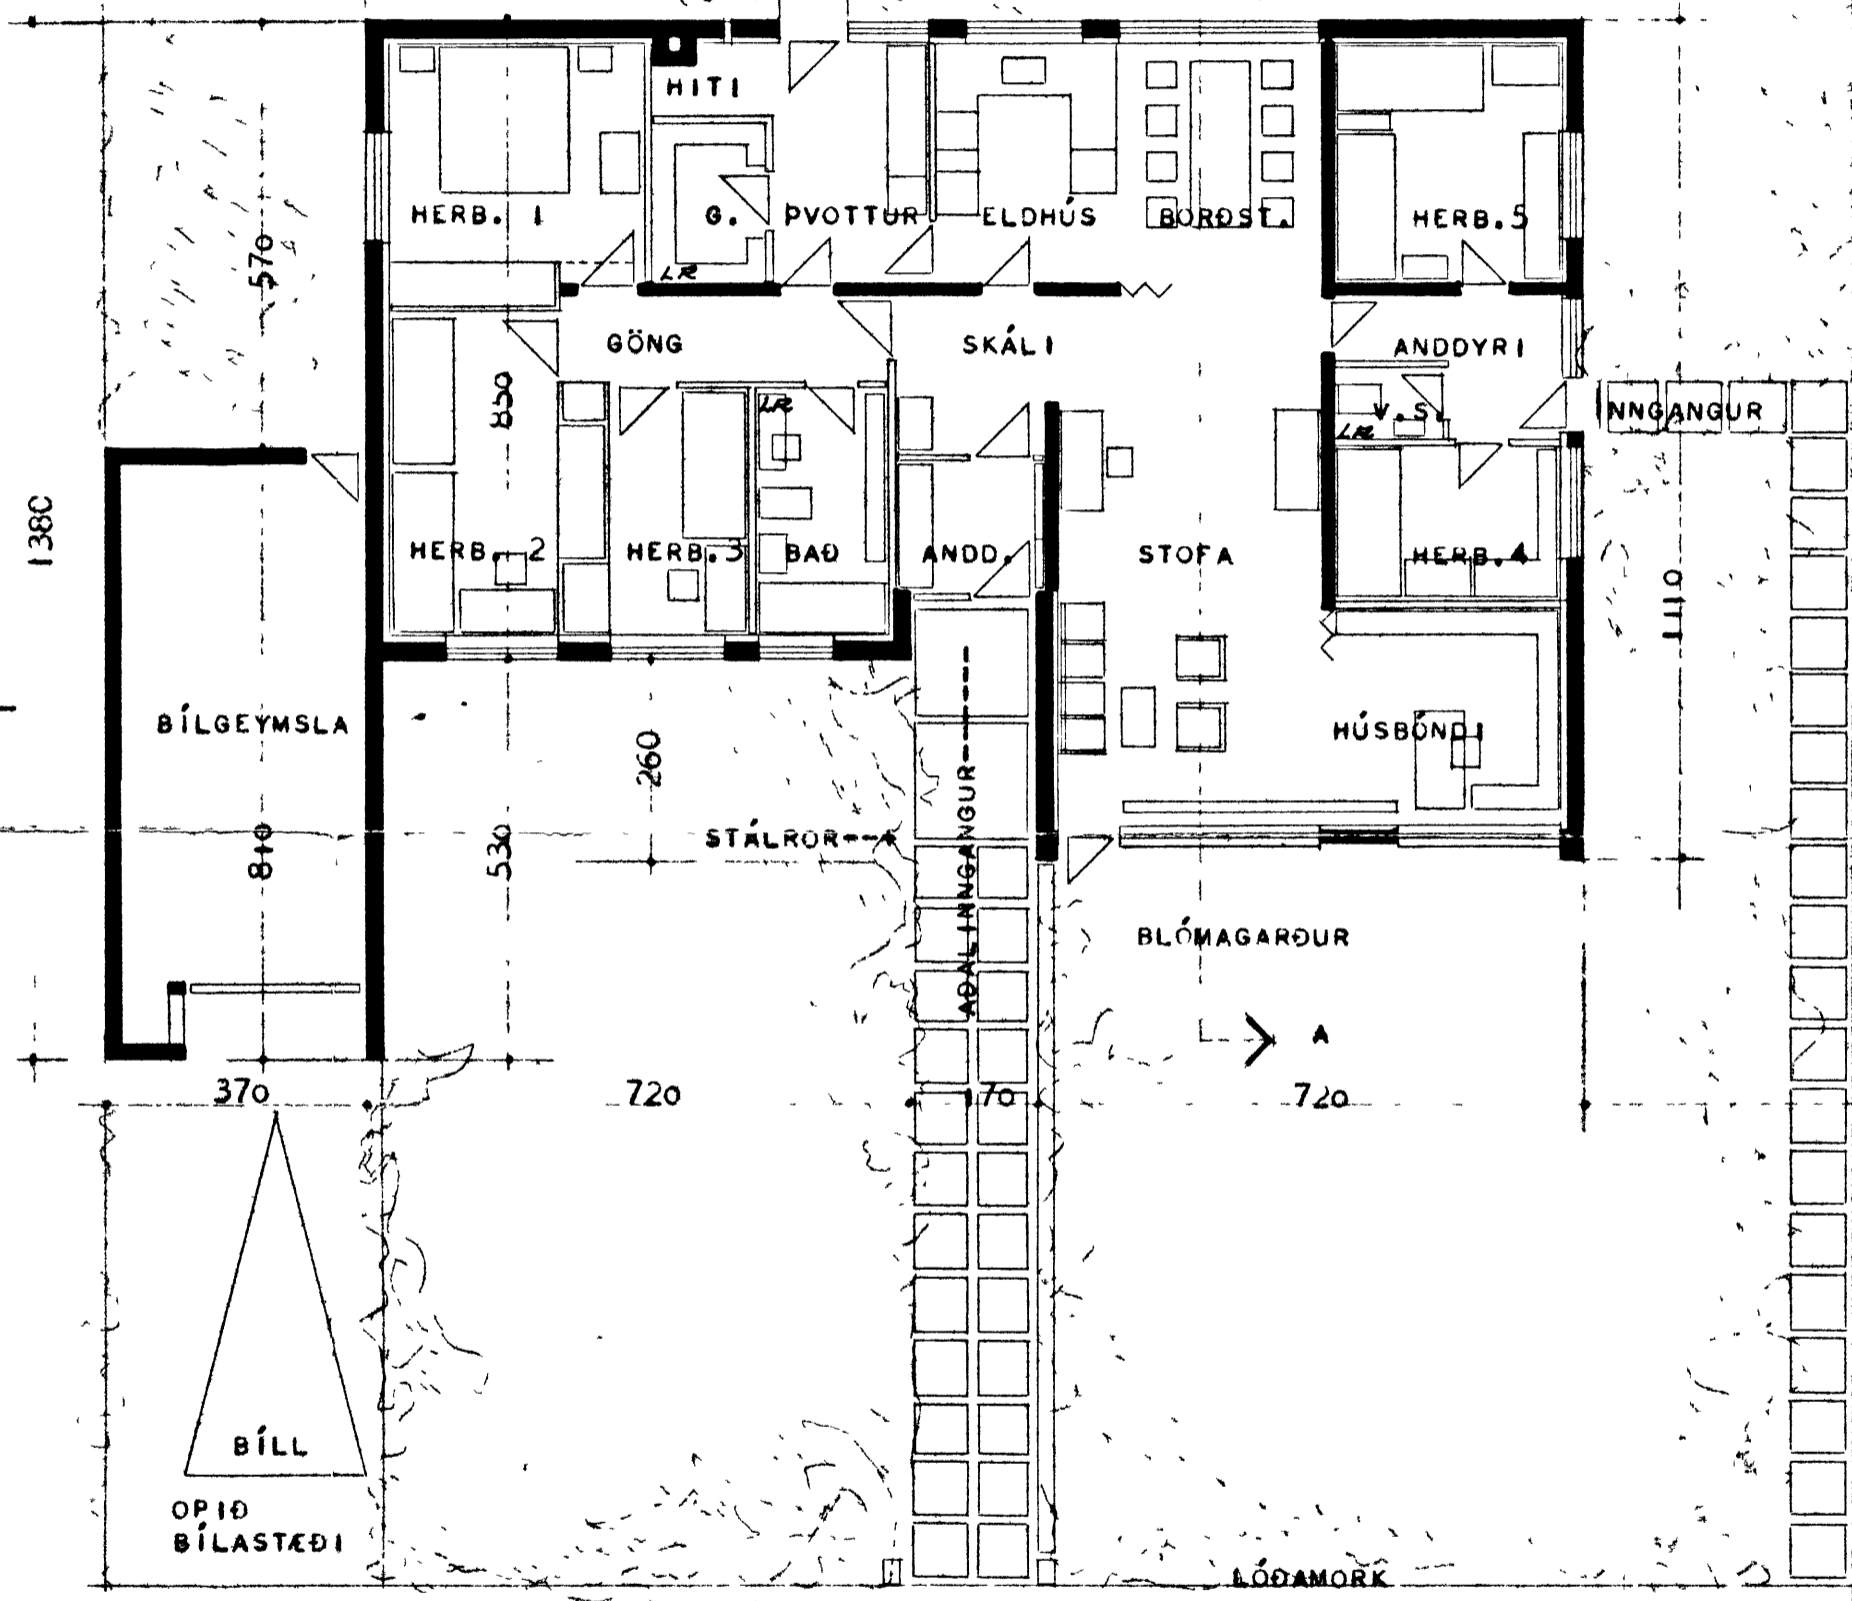 HITI
HERB. 1
G.
ÞVOTTUR
ELDHÚS
BORÐST.
HERB. 5
LR
570
GÖNG
SKÁLI
ANDDYRI
850
LR
V.S.
LR
INNGANGUR
1380
HERB. 2
HERB. 3
BAÐ
ANDD.
STOFA
HERB. 4
1110
BÍLGEYMSLA
260
HÚSBÓNDI
810
530
STÁLRÖR
AÐALINNGANGUR
BLÓMAGARÐUR
A
370
720
170
720
BÍLL
OPIÐ
BÍLASTÆÐI
LÓÐAMÖRK